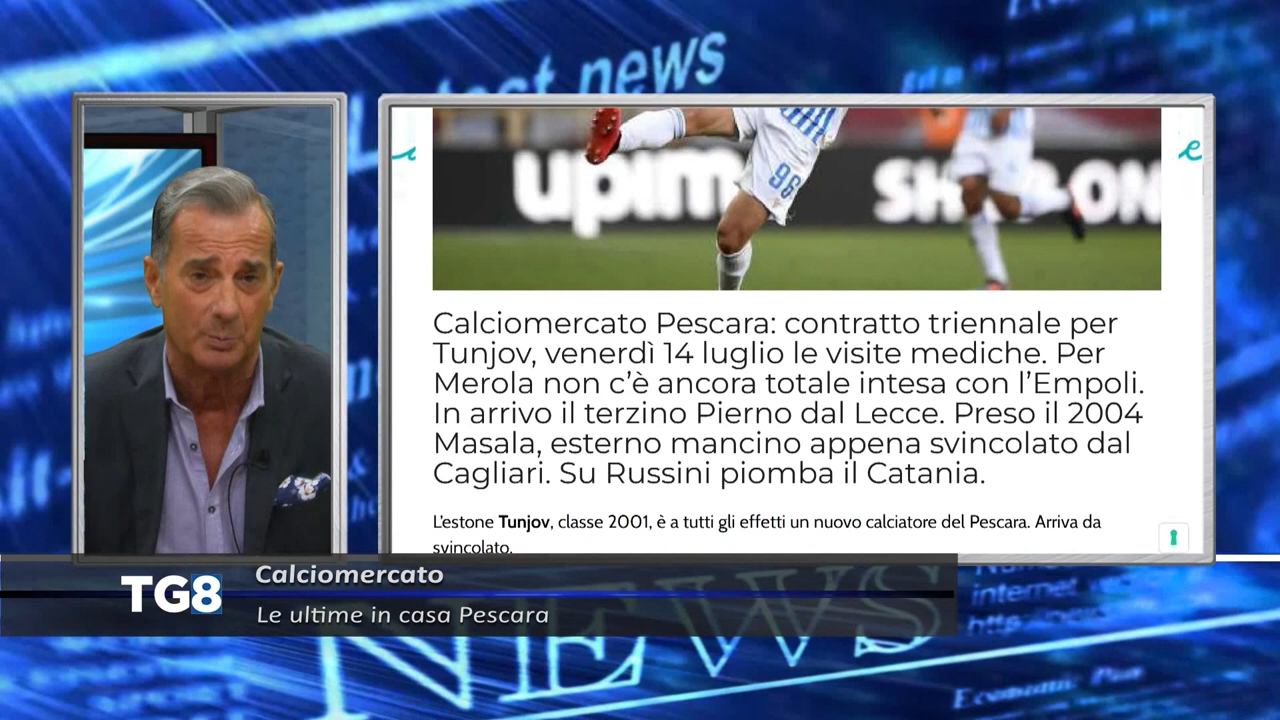 news
upim
96
Calciomercato Pescara: contratto triennale per
Tunjov, venerdì 14 luglio le visite mediche. Per
Merola non c'è ancora totale intesa con l'Empoli.
In arrivo il terzino Pierno dal Lecce. Preso il 2004
Masala, esterno mancino appena svincolato dal
Cagliari. Su Russini piomba il Catania.
L'estone Tunjov, classe 2001, è a tutti gli effetti un nuovo calciatore del Pescara. Arriva da
svincolato.
TG8
Calciomercato
Le ultime in casa Pescara
NEWS
internet
http